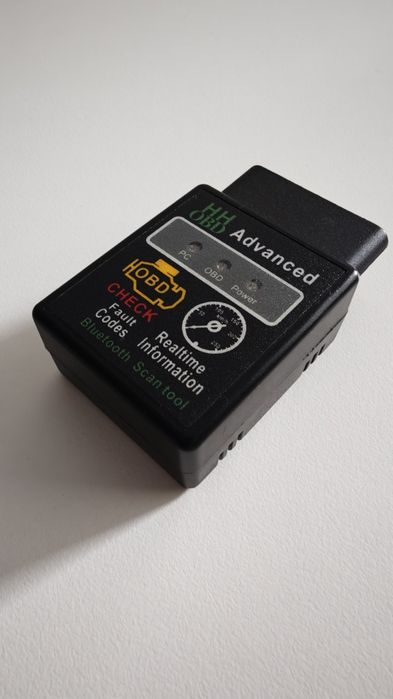 HH
OBD
Advanced
PC OBD Power
OBD
CHECK
Fault
Codes
Realtime
Information
Bluetooth Scan tool